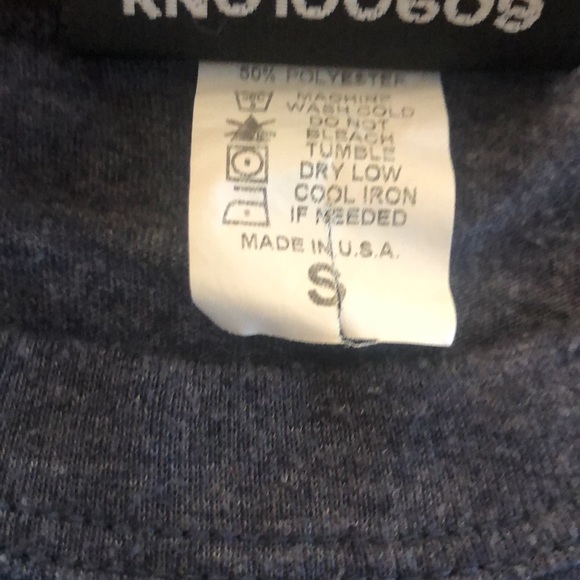 50% POLYESTER
MACHINE
WASH COLD
DO NOT
BLEACH
TUMBLE
DRY LOW
COOL IRON
IF NEEDED
MADE IN U.S.A.
S